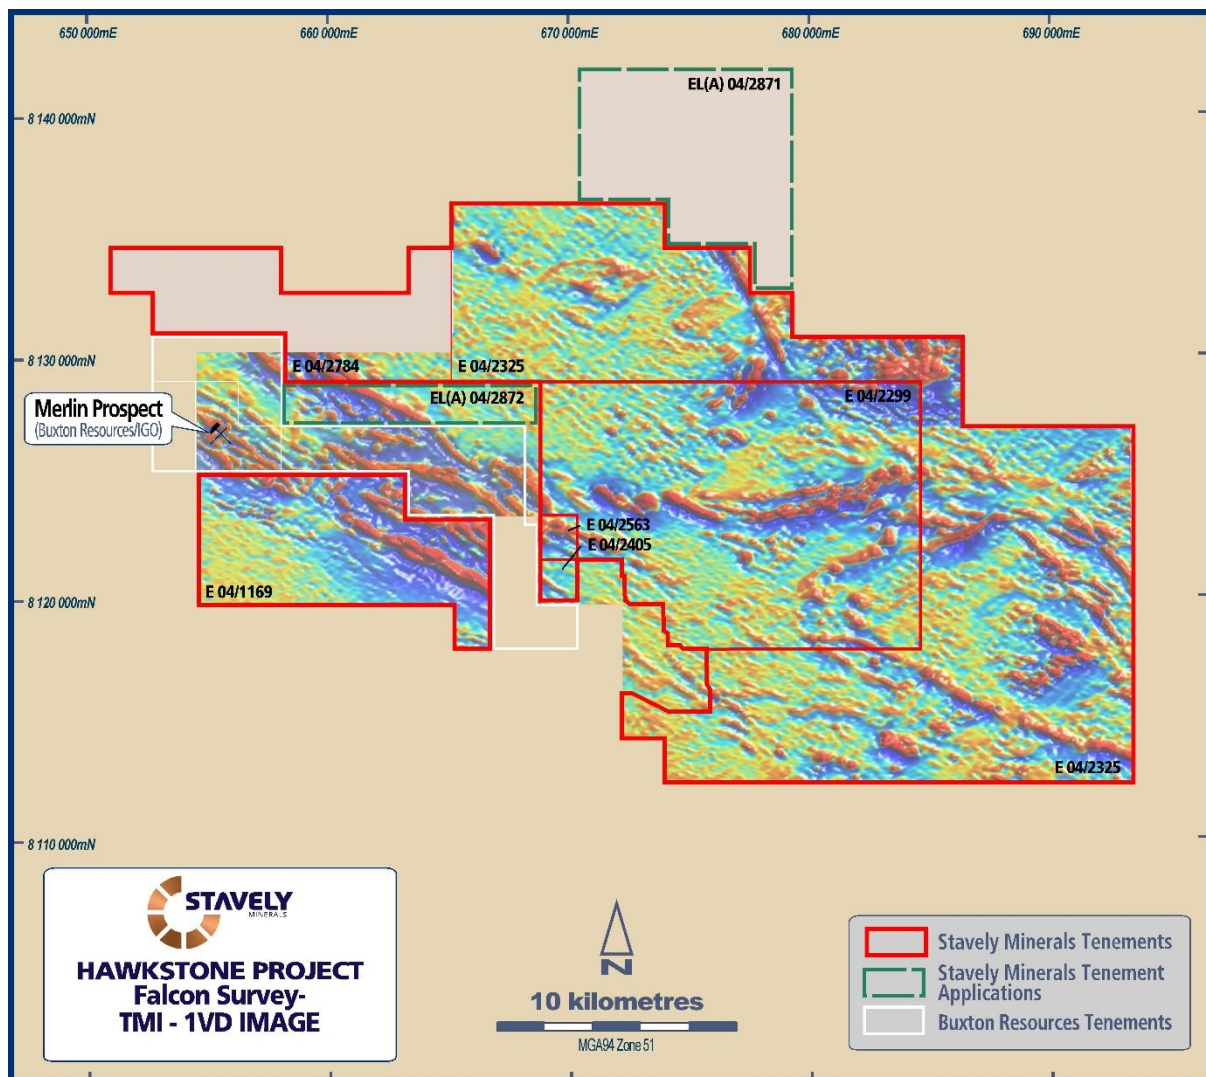 650 000mE
660 000mE
670 000mE
680 000mE
690 000mE
EL(A) 04/2871
8 140 000mN
8 130 000mN
E 04/2784
E 04/2325
EL(A) 04/2872
E 04/2299
Merlin Prospect
(Buxton Resources/IGO)
E 04/2563
E 04/2405
E 04/1169
8 120 000mN
E 04/2325
8 110 000mN
STAVELY
MINERALS
HAWKSTONE PROJECT
Falcon Survey-
TMI - 1VD IMAGE
N
10 kilometres
MGA94 Zone 51
Stavely Minerals Tenements
Stavely Minerals Tenement
Applications
Buxton Resources Tenements